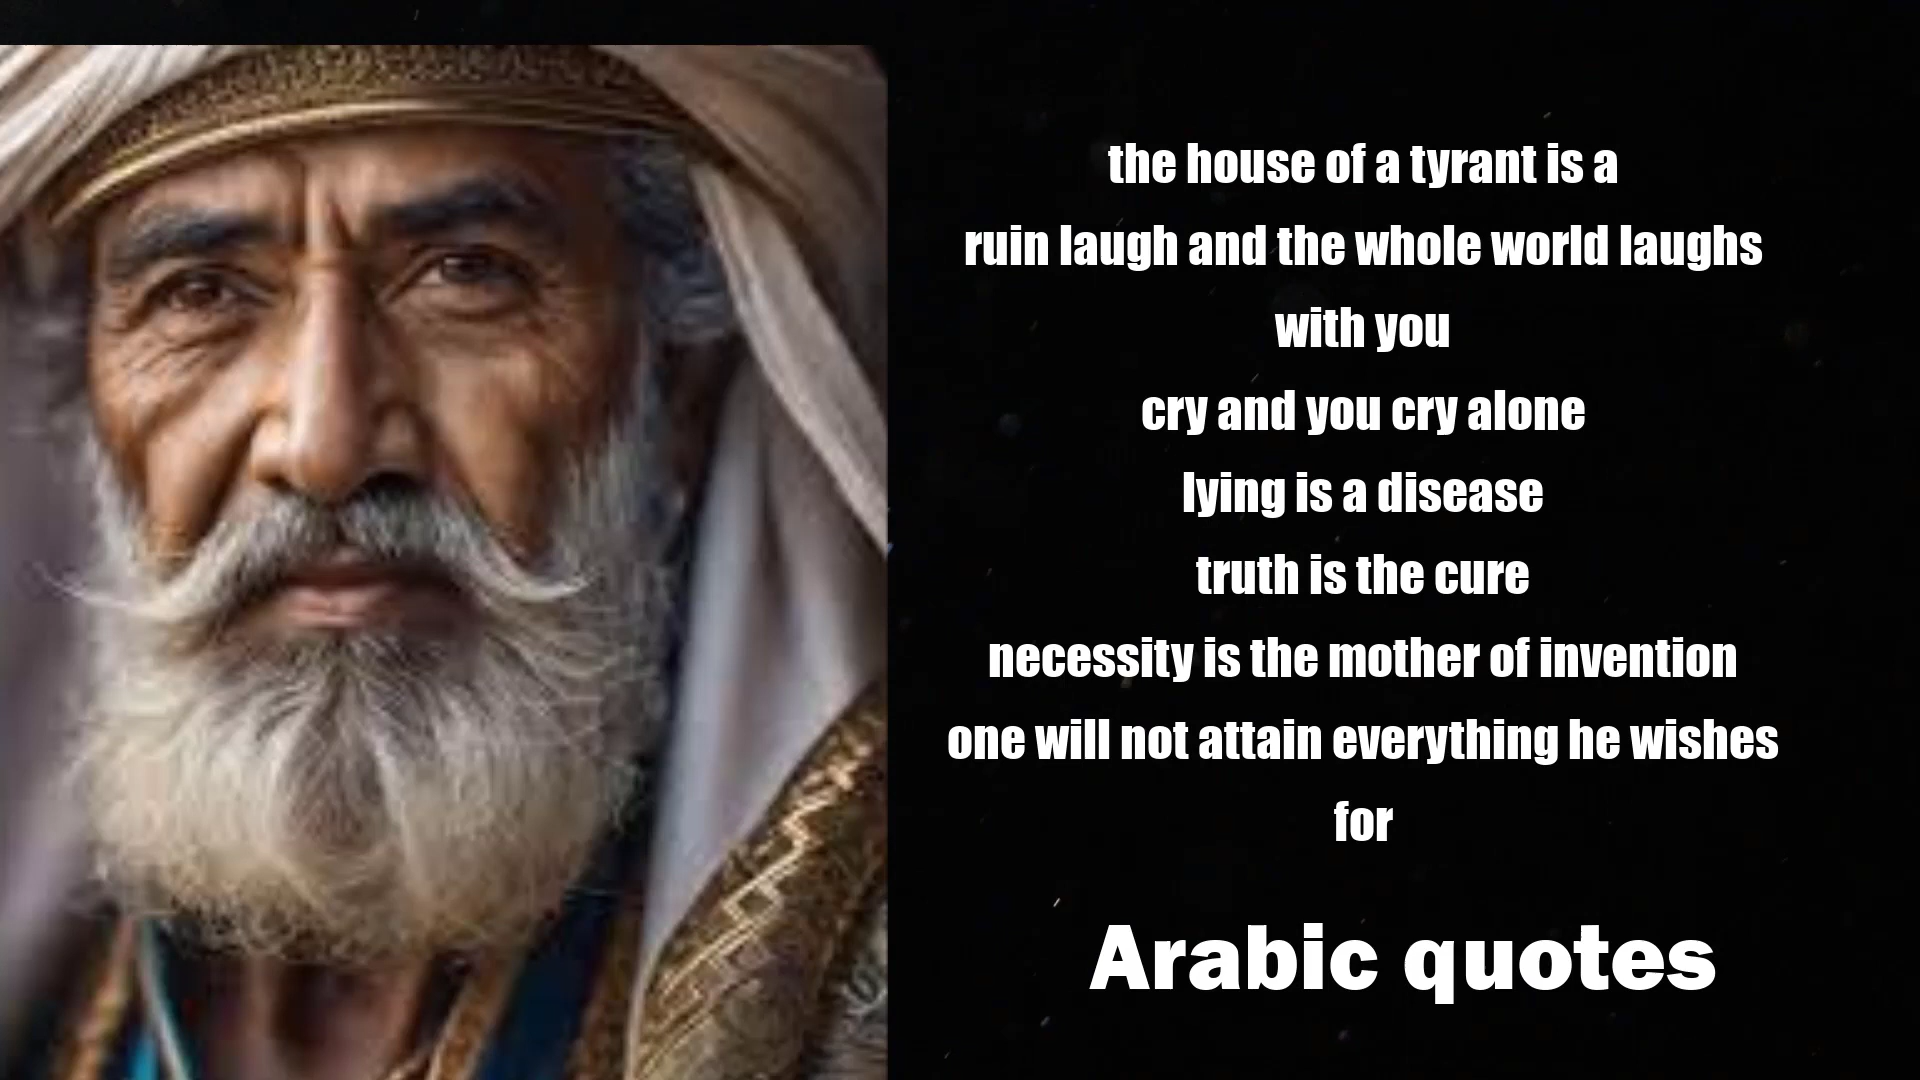 the house of a tyrant is a
ruin laugh and the whole world laughs
with you
cry and you cry alone
lying is a disease
truth is the cure
necessity is the mother of invention
one will not attain everything he wishes
for
Arabic quotes